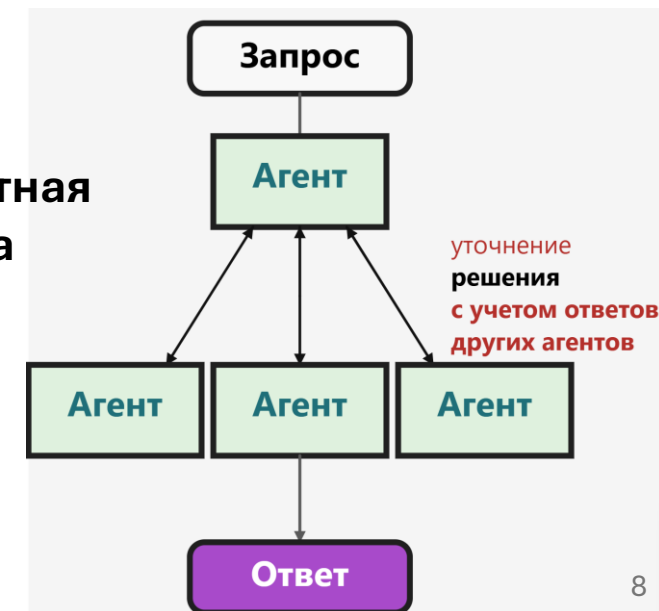 Запрос
Агент
тная
а
уточнение
решения
с учетом ответов
других агентов
Агент
Агент
Агент
Ответ
8